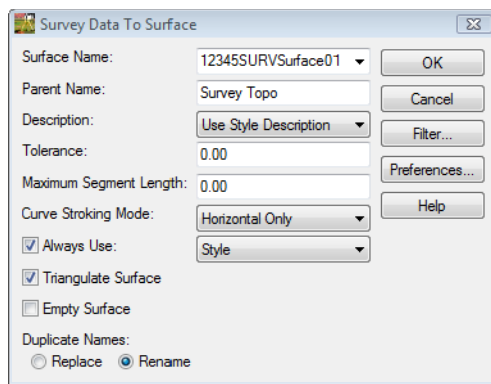 Survey Data To Surface
Surface Name: 12345SURVSurface01 OK
Parent Name: Survey Topo Cancel
Description: Use Style Description Filter...
Tolerance: 0.00 Preferences...
Maximum Segment Length: 0.00 Help
Curve Stroking Mode: Horizontal Only
Always Use: Style
Triangulate Surface
Empty Surface
Duplicate Names:
Replace Rename